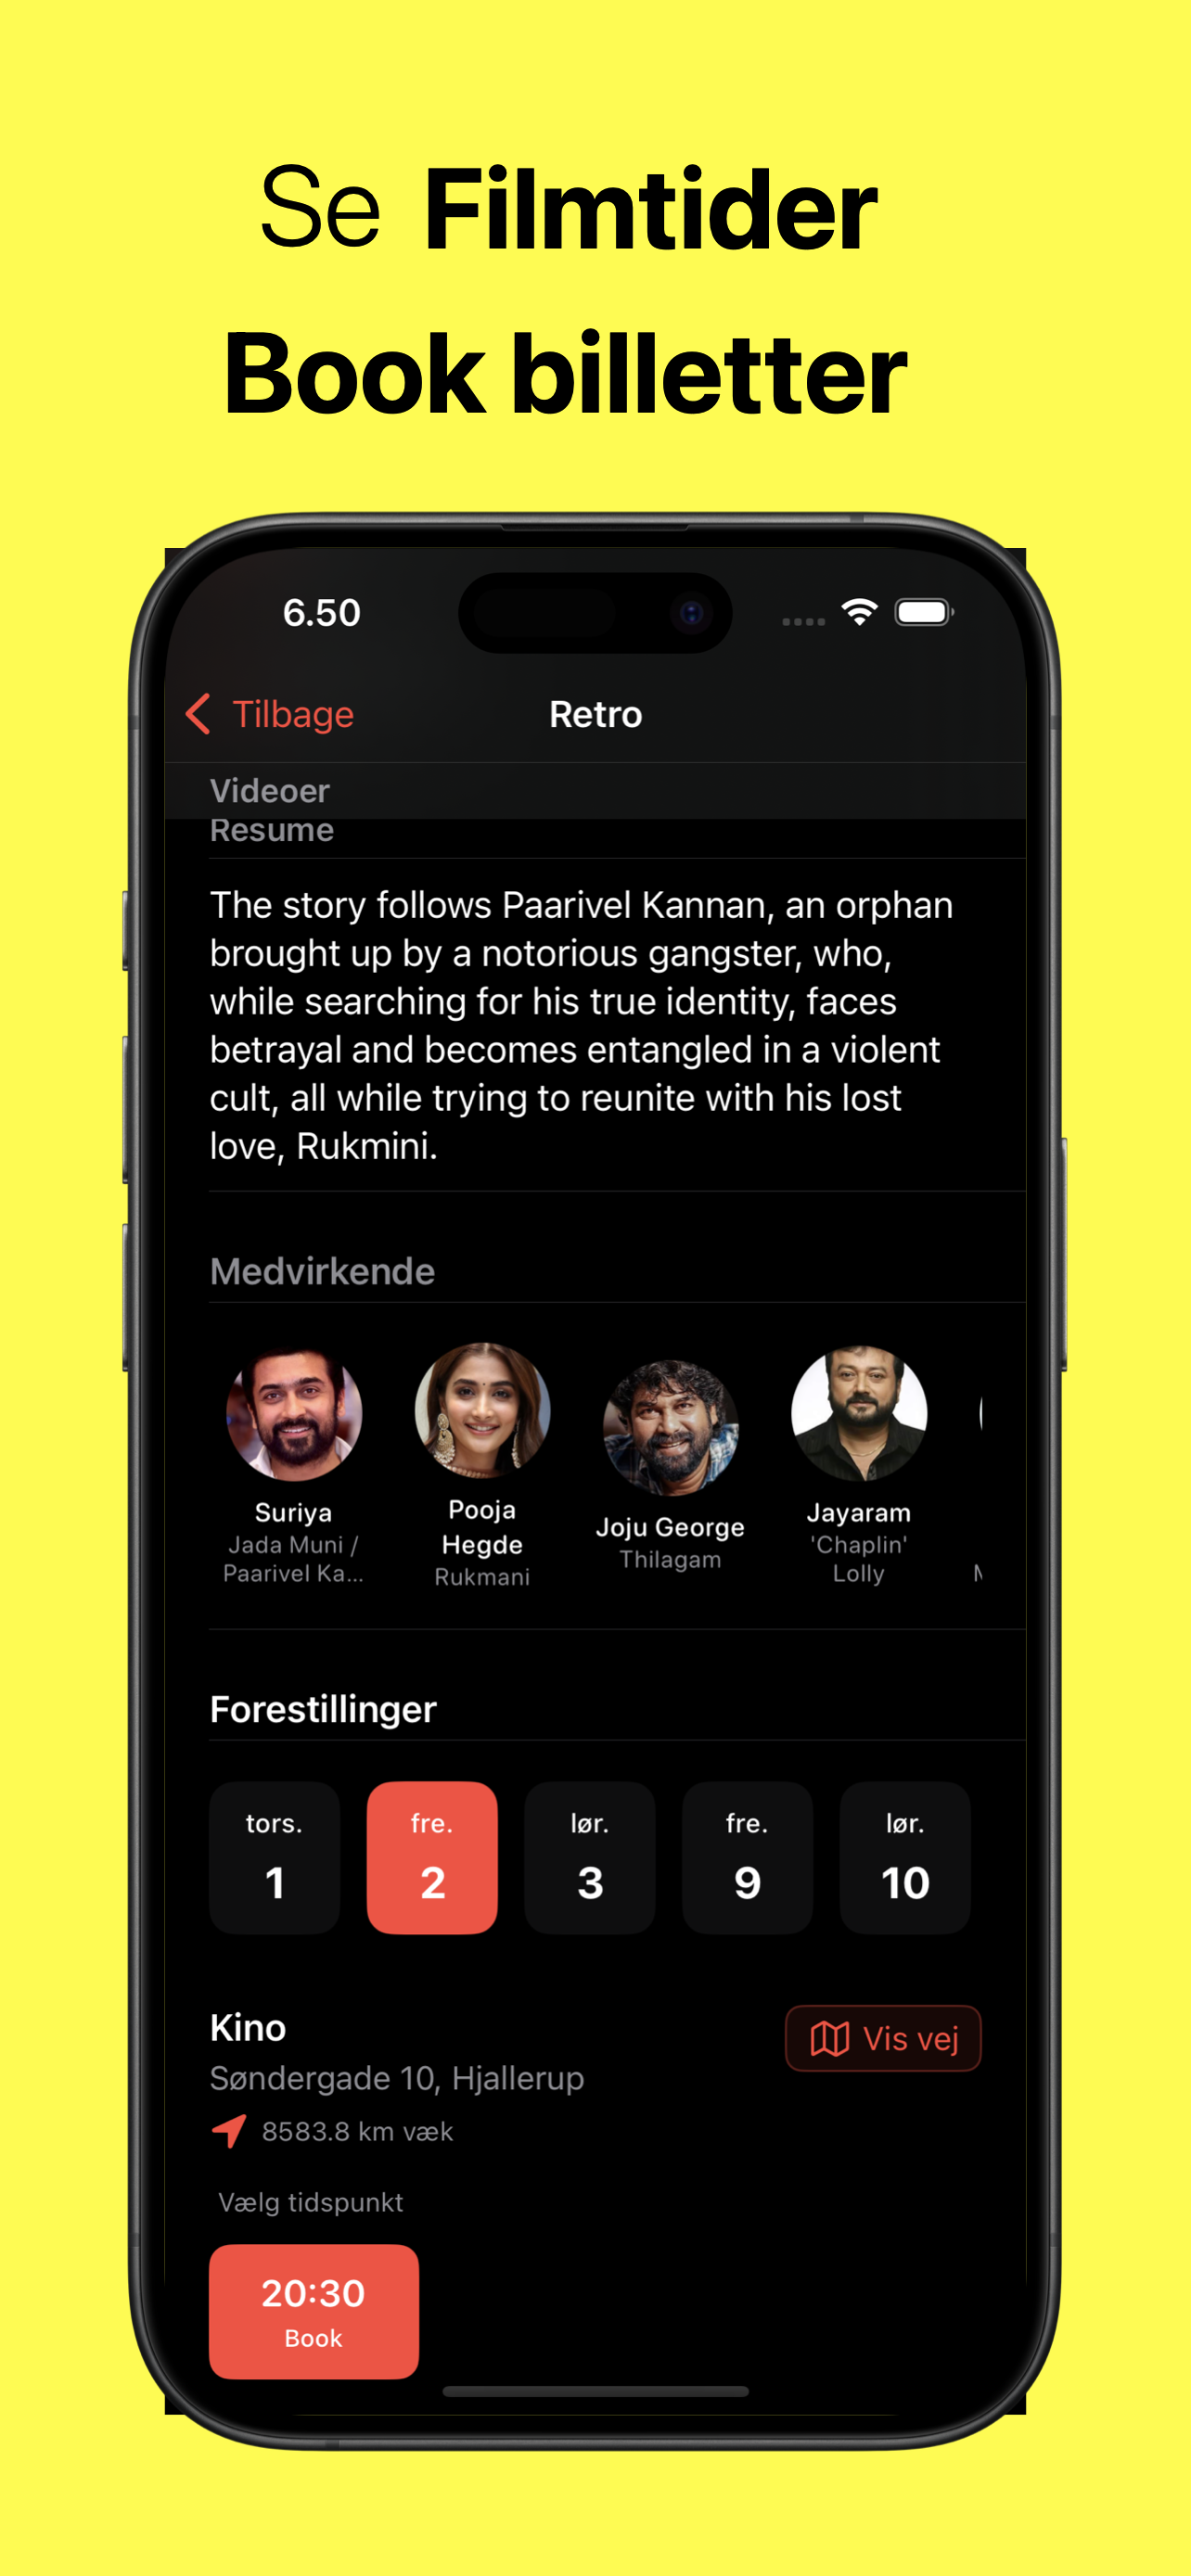 Se Filmtider
Book billetter
6.50
Tilbage
Retro
Videoer
Resume
The story follows Paarivel Kannan, an orphan
brought up by a notorious gangster, who,
while searching for his true identity, faces
betrayal and becomes entangled in a violent
cult, all while trying to reunite with his lost
love, Rukmini.
Medvirkende
Suriya
Jada Muni /
Paarivel Ka...
Pooja
Hegde
Rukmani
Joju George
Thilagam
Jayaram
'Chaplin'
Lolly
Forestillinger
tors.
1
fre.
2
lør.
3
fre.
9
lør.
10
Kino
Vis vej
Søndergade 10, Hjallerup
8583.8 km væk
Vælg tidspunkt
20:30
Book